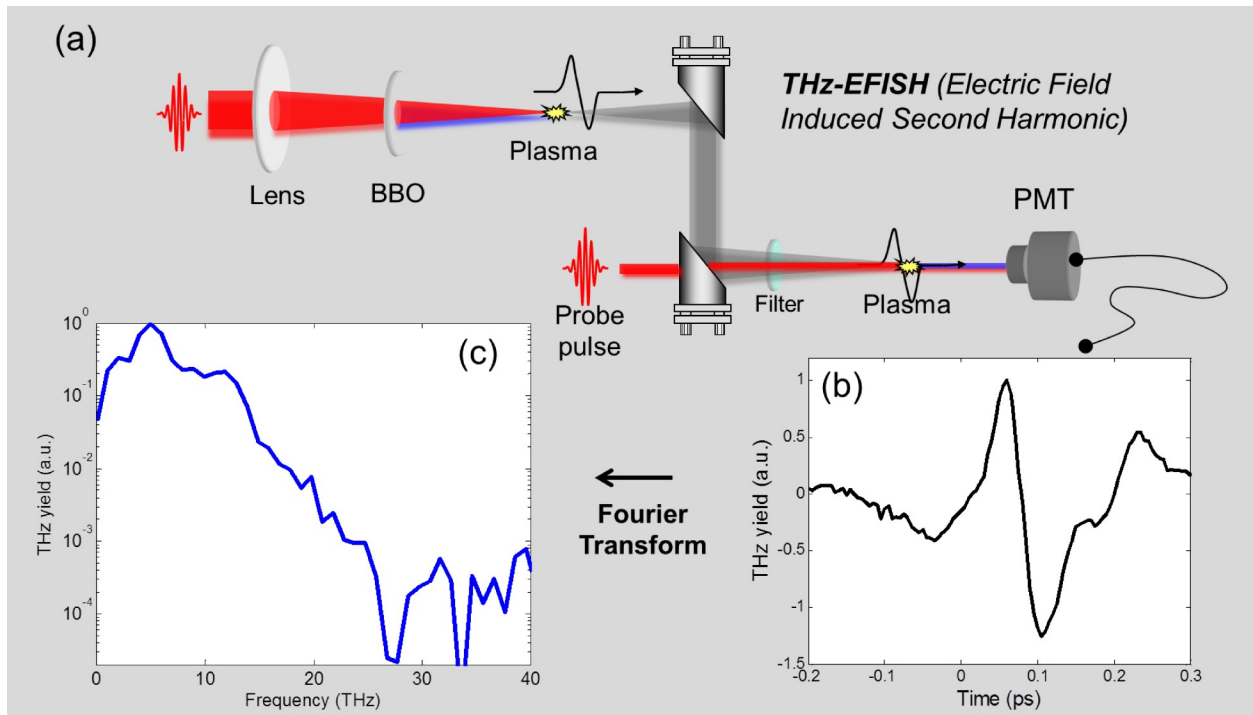 (a)
THz-EFISH (Electric Field
Induced Second Harmonic)
Plasma
Lens
BBO
PMT
Probe
pulse
Filter
Plasma
(c)
10^0
10^-1
10^-2
10^-3
10^-4
THz yield (a.u.)
0
10
20
30
40
Frequency (THz)
Fourier
Transform
(b)
1
0.5
0
-0.5
-1
-1.5
THz yield (a.u.)
-0.2
-0.1
0
0.1
0.2
0.3
Time (ps)